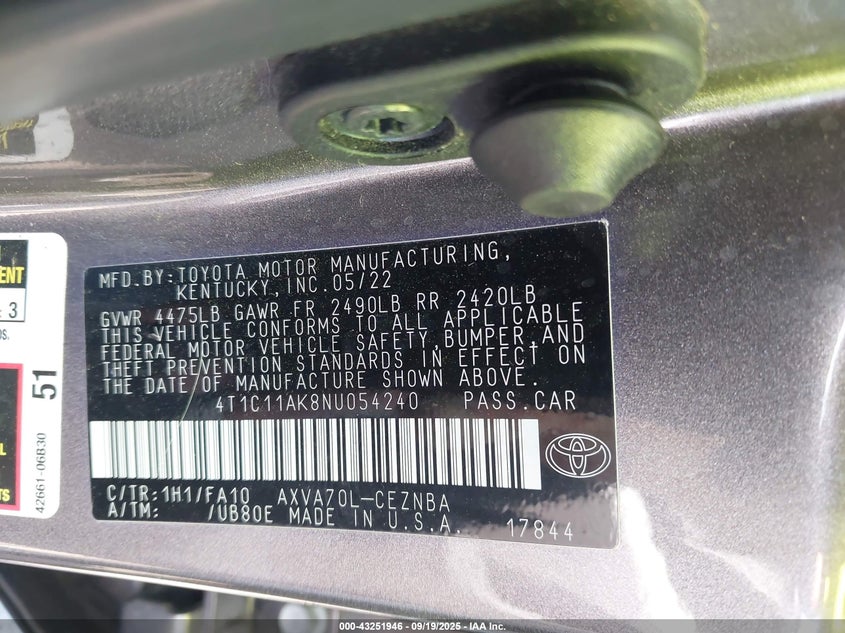 MFD.BY:TOYOTA MOTOR MANUFACTURING,
KENTUCKY,INC.05/22
GVWR 4475LB GAWR FR 2490LB RR 2420LB
THIS VEHICLE CONFORMS TO ALL APPLICABLE
FEDERAL MOTOR VEHICLE SAFETY,BUMPER,AND
THEFT PREVENTION STANDARDS IN EFFECT ON
THE DATE OF MANUFACTURE SHOWN ABOVE.
4T1C11AK8NU054240 PASS.CAR
C/TR:1H1/FA10 AXVA70L-CEZNBA
A/TM: /UB80E MADE IN U.S.A. 17844
51
42661-06B30
3
000-43251946 - 09/19/2025 - IAA Inc.